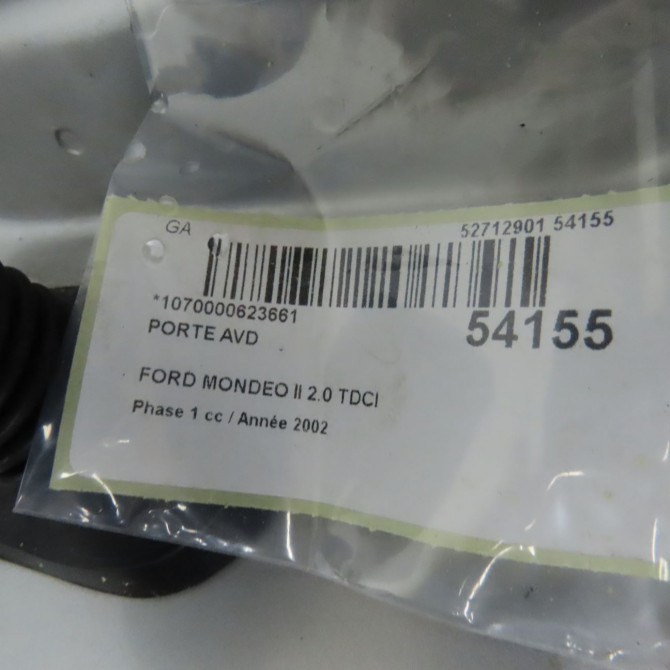 GA 52712901 54155
*1070000623661
54155
PORTE AVD
FORD MONDEO II 2.0 TDCI
Phase 1 cc / Année 2002